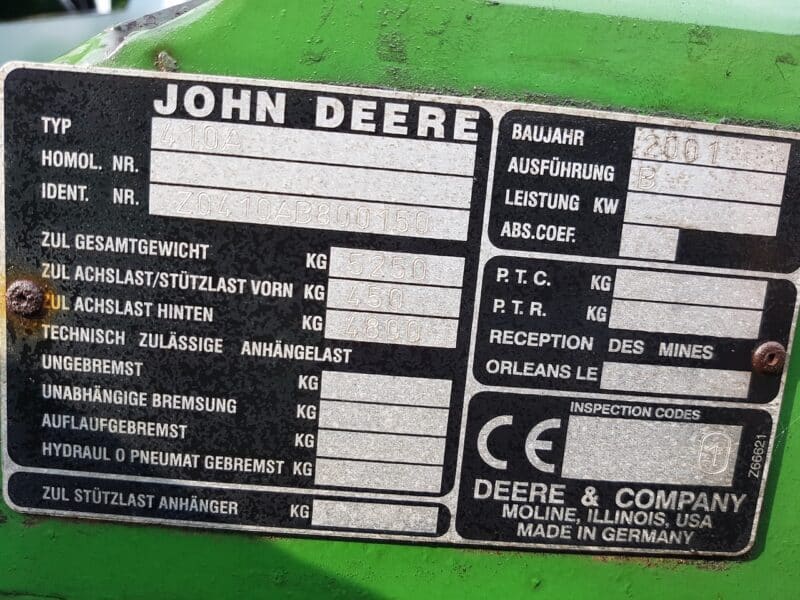 JOHN DEERE
TYP 410A
HOMOL. NR.
IDENT. NR. Z0410AB800150
ZUL GESAMTGEWICHT KG 5250
ZUL ACHSLAST/STÜTZLAST VORN KG 450
ZUL ACHSLAST HINTEN KG 4800
TECHNISCH ZULÄSSIGE ANHÄNGELAST
UNGEBREMST KG
UNABHÄNGIGE BREMSUNG KG
AUFLAUFGEBREMST KG
HYDRAUL O PNEUMAT GEBREMST KG
ZUL STÜTZLAST ANHÄNGER KG
BAUJAHR 2001
AUSFÜHRUNG B
LEISTUNG KW
ABS.COEF.
P.T.C. KG
P.T.R. KG
RECEPTION DES MINES
ORLEANS LE
INSPECTION CODES
CE
1
Z66621
DEERE & COMPANY
MOLINE, ILLINOIS, USA
MADE IN GERMANY